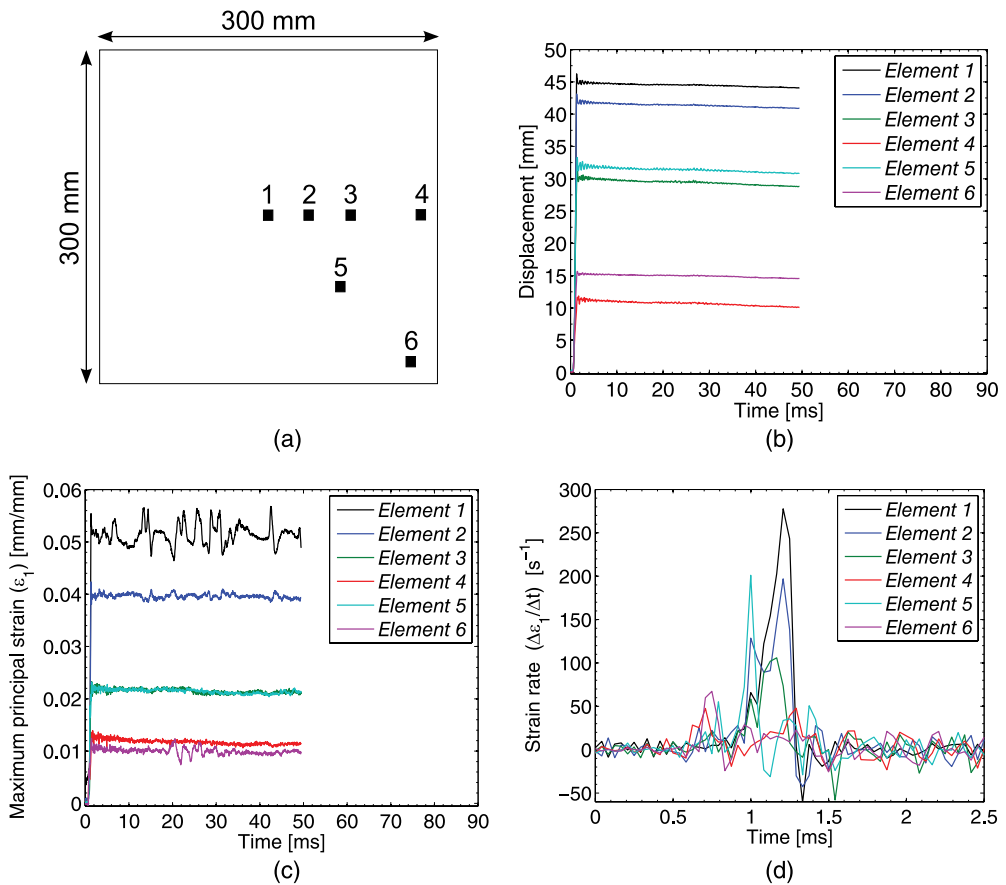 300 mm
300 mm
1 2 3 4
5
6
(a)
Displacement [mm]
50
45
40
35
30
25
20
15
10
5
0
0 10 20 30 40 50 60 70 80 90
Time [ms]
Element 1
Element 2
Element 3
Element 4
Element 5
Element 6
(b)
Maximum principal strain (ε1) [mm/mm]
0.06
0.05
0.04
0.03
0.02
0.01
0
0 10 20 30 40 50 60 70 80 90
Time [ms]
Element 1
Element 2
Element 3
Element 4
Element 5
Element 6
(c)
Strain rate (Δε1/Δt) [s-1]
300
250
200
150
100
50
0
−50
0 0.5 1 1.5 2 2.5
Time [ms]
Element 1
Element 2
Element 3
Element 4
Element 5
Element 6
(d)